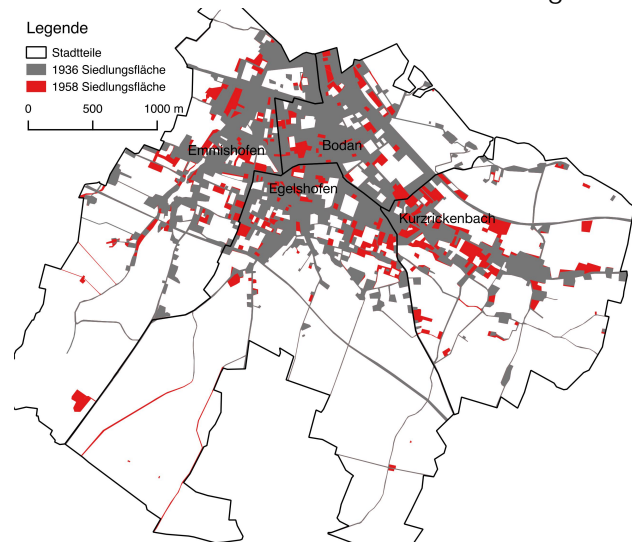 Legende
Stadtteile
1936 Siedlungsfläche
1958 Siedlungsfläche
0 500 1000 m
Emmishofen
Bodan
Egelshofen
Kurzrickenbach